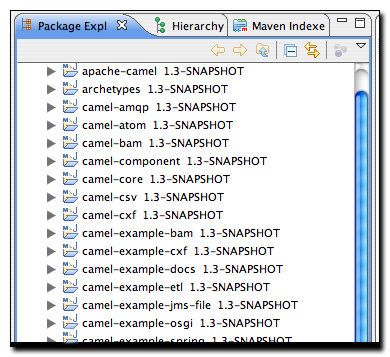 Package Expl Hierarchy Maven Indexe
apache-camel 1.3-SNAPSHOT
archetypes 1.3-SNAPSHOT
camel-amqp 1.3-SNAPSHOT
camel-atom 1.3-SNAPSHOT
camel-bam 1.3-SNAPSHOT
camel-component 1.3-SNAPSHOT
camel-core 1.3-SNAPSHOT
camel-csv 1.3-SNAPSHOT
camel-cxf 1.3-SNAPSHOT
camel-example-bam 1.3-SNAPSHOT
camel-example-cxf 1.3-SNAPSHOT
camel-example-docs 1.3-SNAPSHOT
camel-example-etl 1.3-SNAPSHOT
camel-example-jms-file 1.3-SNAPSHOT
camel-example-osgi 1.3-SNAPSHOT
camel-example-spring 1.3-SNAPSHOT